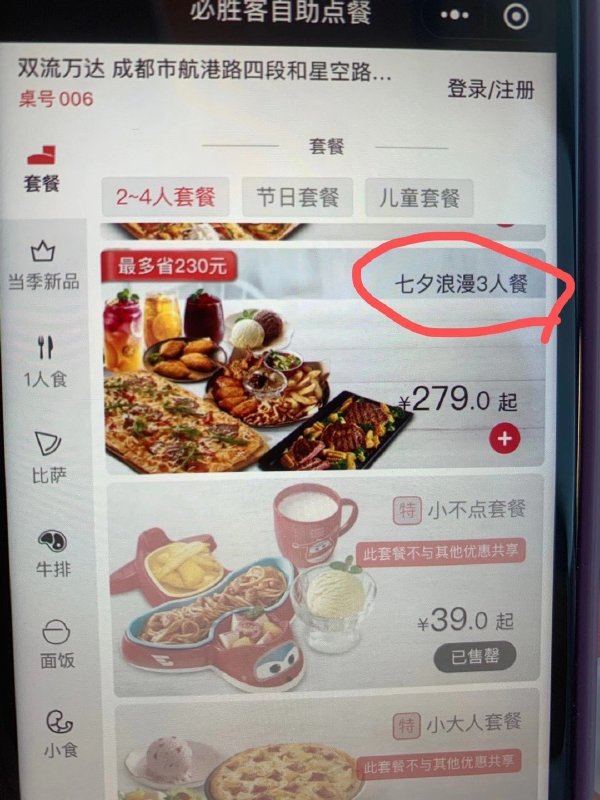 必胜客自助点餐
双流万达 成都市航港路四段和星空路...
桌号 006
登录/注册
套餐
套餐
2~4人套餐
节日套餐
儿童套餐
当季新品
1人食
比萨
牛排
面饭
小食
最多省230元
七夕浪漫3人餐
¥279.0 起
特 小不点套餐
此套餐不与其他优惠共享
¥39.0 起
已售罄
特 小大人套餐
此套餐不与其他优惠共享